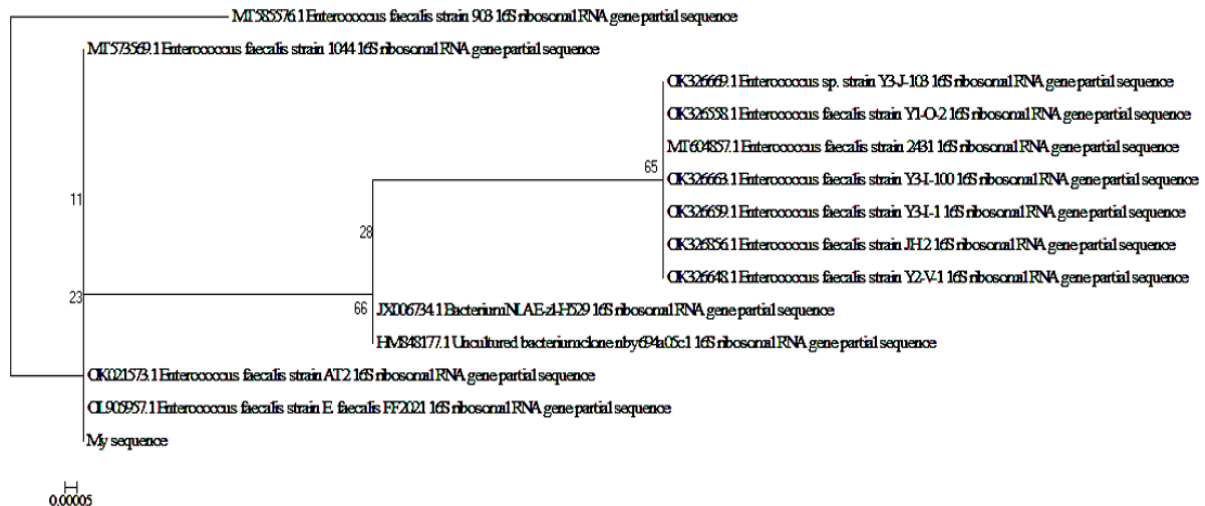 MT585576.1 Enterococcus faecalis strain 903 16S ribosomal RNA gene partial sequence
MT573569.1 Enterococcus faecalis strain 1044 16S ribosomal RNA gene partial sequence
OK326669.1 Enterococcus sp. strain Y3-J-103 16S ribosomal RNA gene partial sequence
OK326558.1 Enterococcus faecalis strain Y1-O-2 16S ribosomal RNA gene partial sequence
MT604857.1 Enterococcus faecalis strain 2431 16S ribosomal RNA gene partial sequence
65
OK326663.1 Enterococcus faecalis strain Y3-I-100 16S ribosomal RNA gene partial sequence
11
OK326659.1 Enterococcus faecalis strain Y3-I-1 16S ribosomal RNA gene partial sequence
28
OK326856.1 Enterococcus faecalis strain JH.2 16S ribosomal RNA gene partial sequence
OK326648.1 Enterococcus faecalis strain Y2-V-1 16S ribosomal RNA gene partial sequence
23
66
JX006734.1 Bacterium NLAE-zl-H529 16S ribosomal RNA gene partial sequence
HM848177.1 Uncultured bacterium clone nby694a05c1 16S ribosomal RNA gene partial sequence
OK021573.1 Enterococcus faecalis strain AT2 16S ribosomal RNA gene partial sequence
OL905957.1 Enterococcus faecalis strain E. faecalis FF2021 16S ribosomal RNA gene partial sequence
My sequence
0.00005